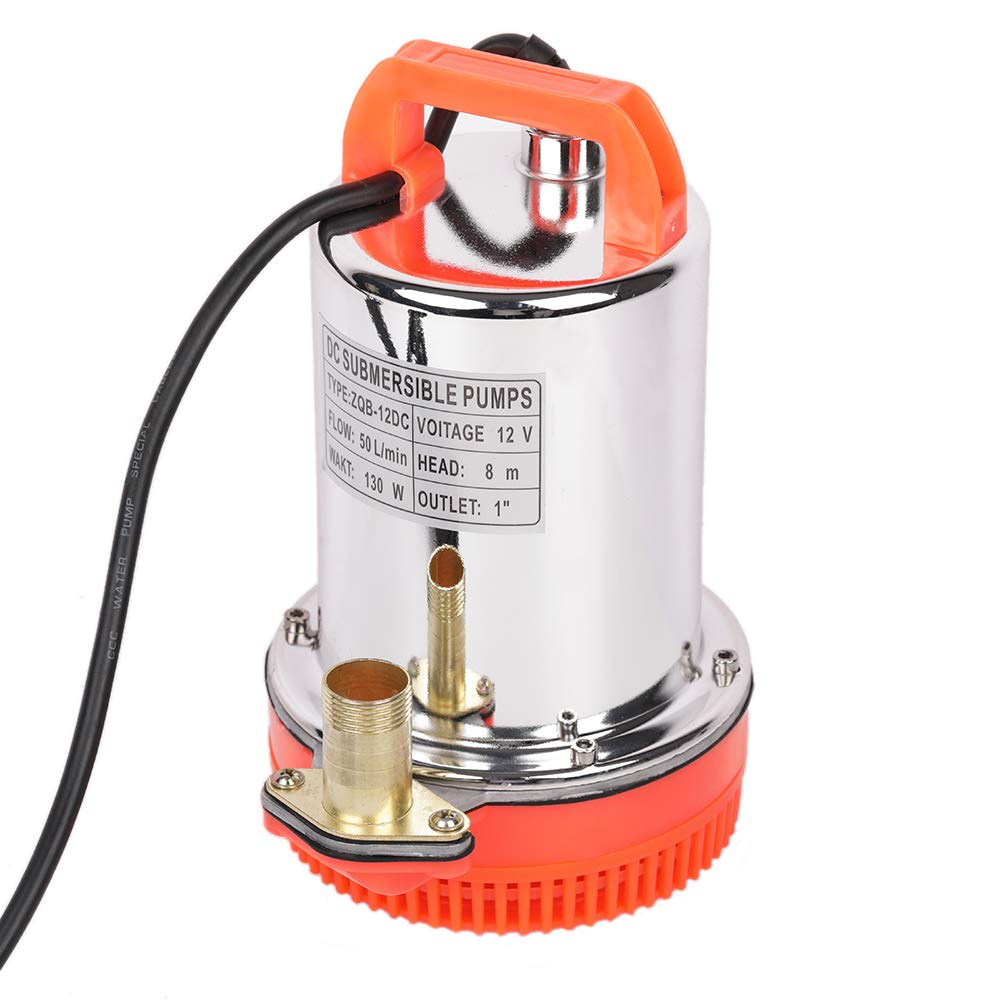 DC SUBMERSIBLE PUMPS
TYPE:ZQB-12DC VOITAGE 12 V
FLOW: 50 L/min HEAD: 8 m
WAKT: 130 W OUTLET: 1"
CCC WATER PUMP SPECIAL CABLE